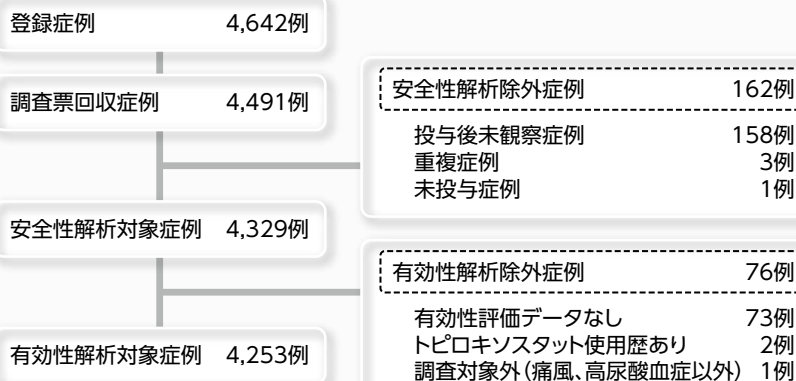 登録症例 4,642例
調査票回収症例 4,491例
安全性解析除外症例 162例
投与後未観察症例 158例
重複症例 3例
未投与症例 1例
安全性解析対象症例 4,329例
有効性解析除外症例 76例
有効性評価データなし 73例
トピロキソスタット使用歴あり 2例
調査対象外（痛風、高尿酸血症以外） 1例
有効性解析対象症例 4,253例